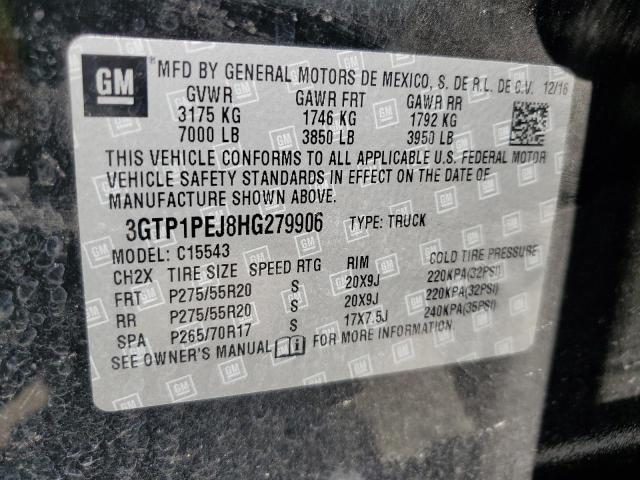 GM
MFD BY GENERAL MOTORS DE MEXICO, S. DE R.L. DE C.V. 12/16
GVWR GAWR FRT GAWR RR
3175 KG 1746 KG 1792 KG
7000 LB 3850 LB 3950 LB
THIS VEHICLE CONFORMS TO ALL APPLICABLE U.S. FEDERAL MOTOR
VEHICLE SAFETY STANDARDS IN EFFECT ON THE DATE OF
MANUFACTURE SHOWN ABOVE.
3GTP1PEJ8HG279906 TYPE: TRUCK
MODEL: C15543
CH2X TIRE SIZE SPEED RTG RIM COLD TIRE PRESSURE
FRT P275/55R20 S 20X9J 220KPA(32PSI)
RR P275/55R20 S 20X9J 220KPA(32PSI)
SPA P265/70R17 S 17X7.5J 240KPA(35PSI)
SEE OWNER'S MANUAL FOR MORE INFORMATION.